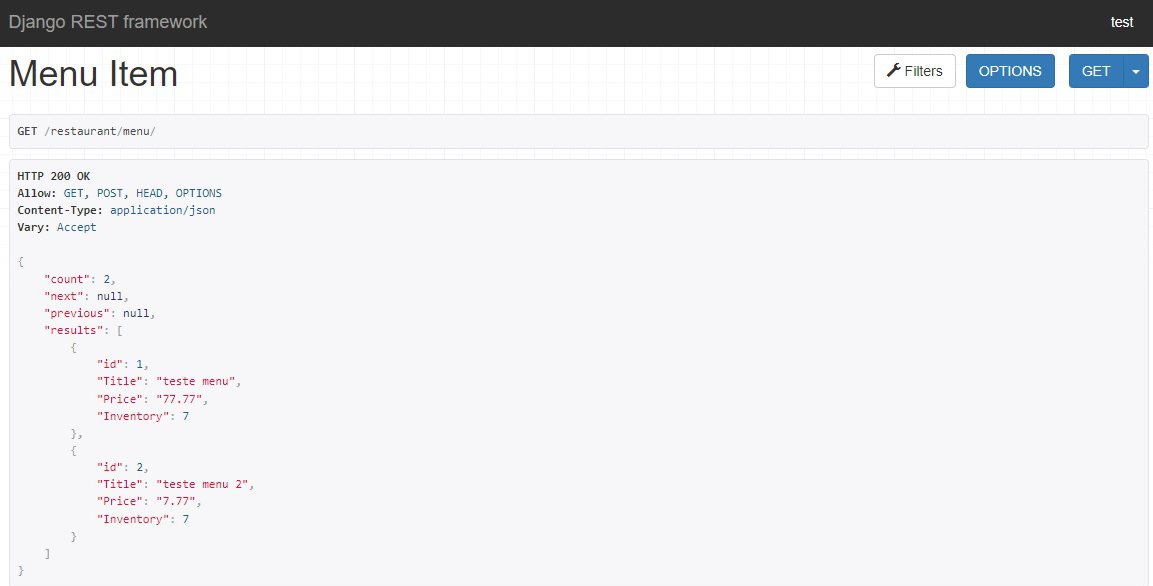 Django REST framework
test
Menu Item
Filters
OPTIONS
GET
GET /restaurant/menu/
HTTP 200 OK
Allow: GET, POST, HEAD, OPTIONS
Content-Type: application/json
Vary: Accept
{
    "count": 2,
    "next": null,
    "previous": null,
    "results": [
        {
            "id": 1,
            "Title": "teste menu",
            "Price": "77.77",
            "Inventory": 7
        },
        {
            "id": 2,
            "Title": "teste menu 2",
            "Price": "7.77",
            "Inventory": 7
        }
    ]
}